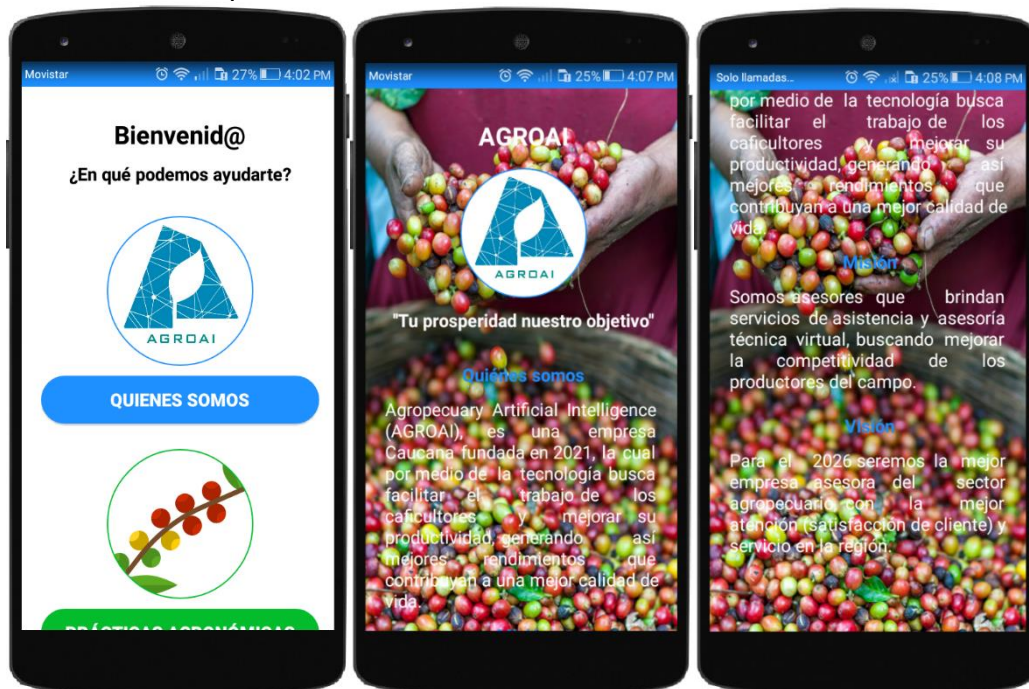 Movistar 27% 4:02 PM
Bienvenid@
¿En qué podemos ayudarte?
AGROAI
QUIENES SOMOS
PRÁCTICAS AGRONÓMICAS
Movistar 25% 4:07 PM
AGROAI
AGROAI
"Tu prosperidad nuestro objetivo"
Quiénes somos
Agropecuary Artificial Intelligence
(AGROAI), es una empresa
Caucana fundada en 2021, la cual
por medio de la tecnología busca
facilitar el trabajo de los
caficultores y mejorar su
productividad, generando así
mejores rendimientos que
contribuyan a una mejor calidad de
vida.
Solo llamadas... 25% 4:08 PM
por medio de la tecnología busca
facilitar el trabajo de los
caficultores y mejorar su
productividad, generando así
mejores rendimientos que
contribuyan a una mejor calidad de
vida.
Misión
Somos asesores que brindan
servicios de asistencia y asesoría
técnica virtual, buscando mejorar
la competitividad de los
productores del campo.
Visión
Para el 2026 seremos la mejor
empresa asesora del sector
agropecuario, con la mejor
atención (satisfacción de cliente) y
servicio en la región.